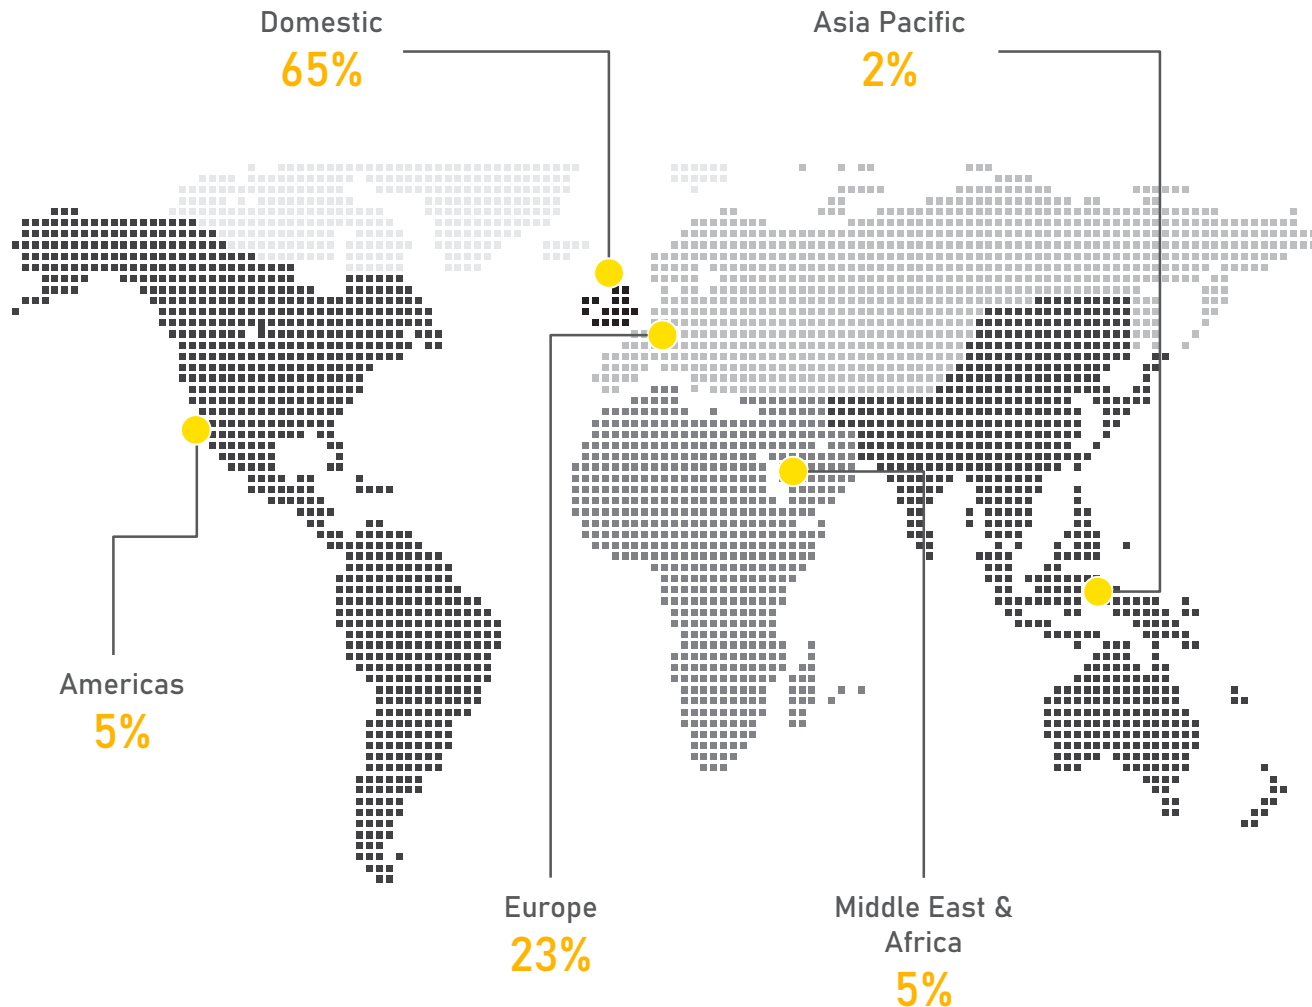 Domestic
65%
Asia Pacific
2%
Americas
5%
Europe
23%
Middle East &
Africa
5%